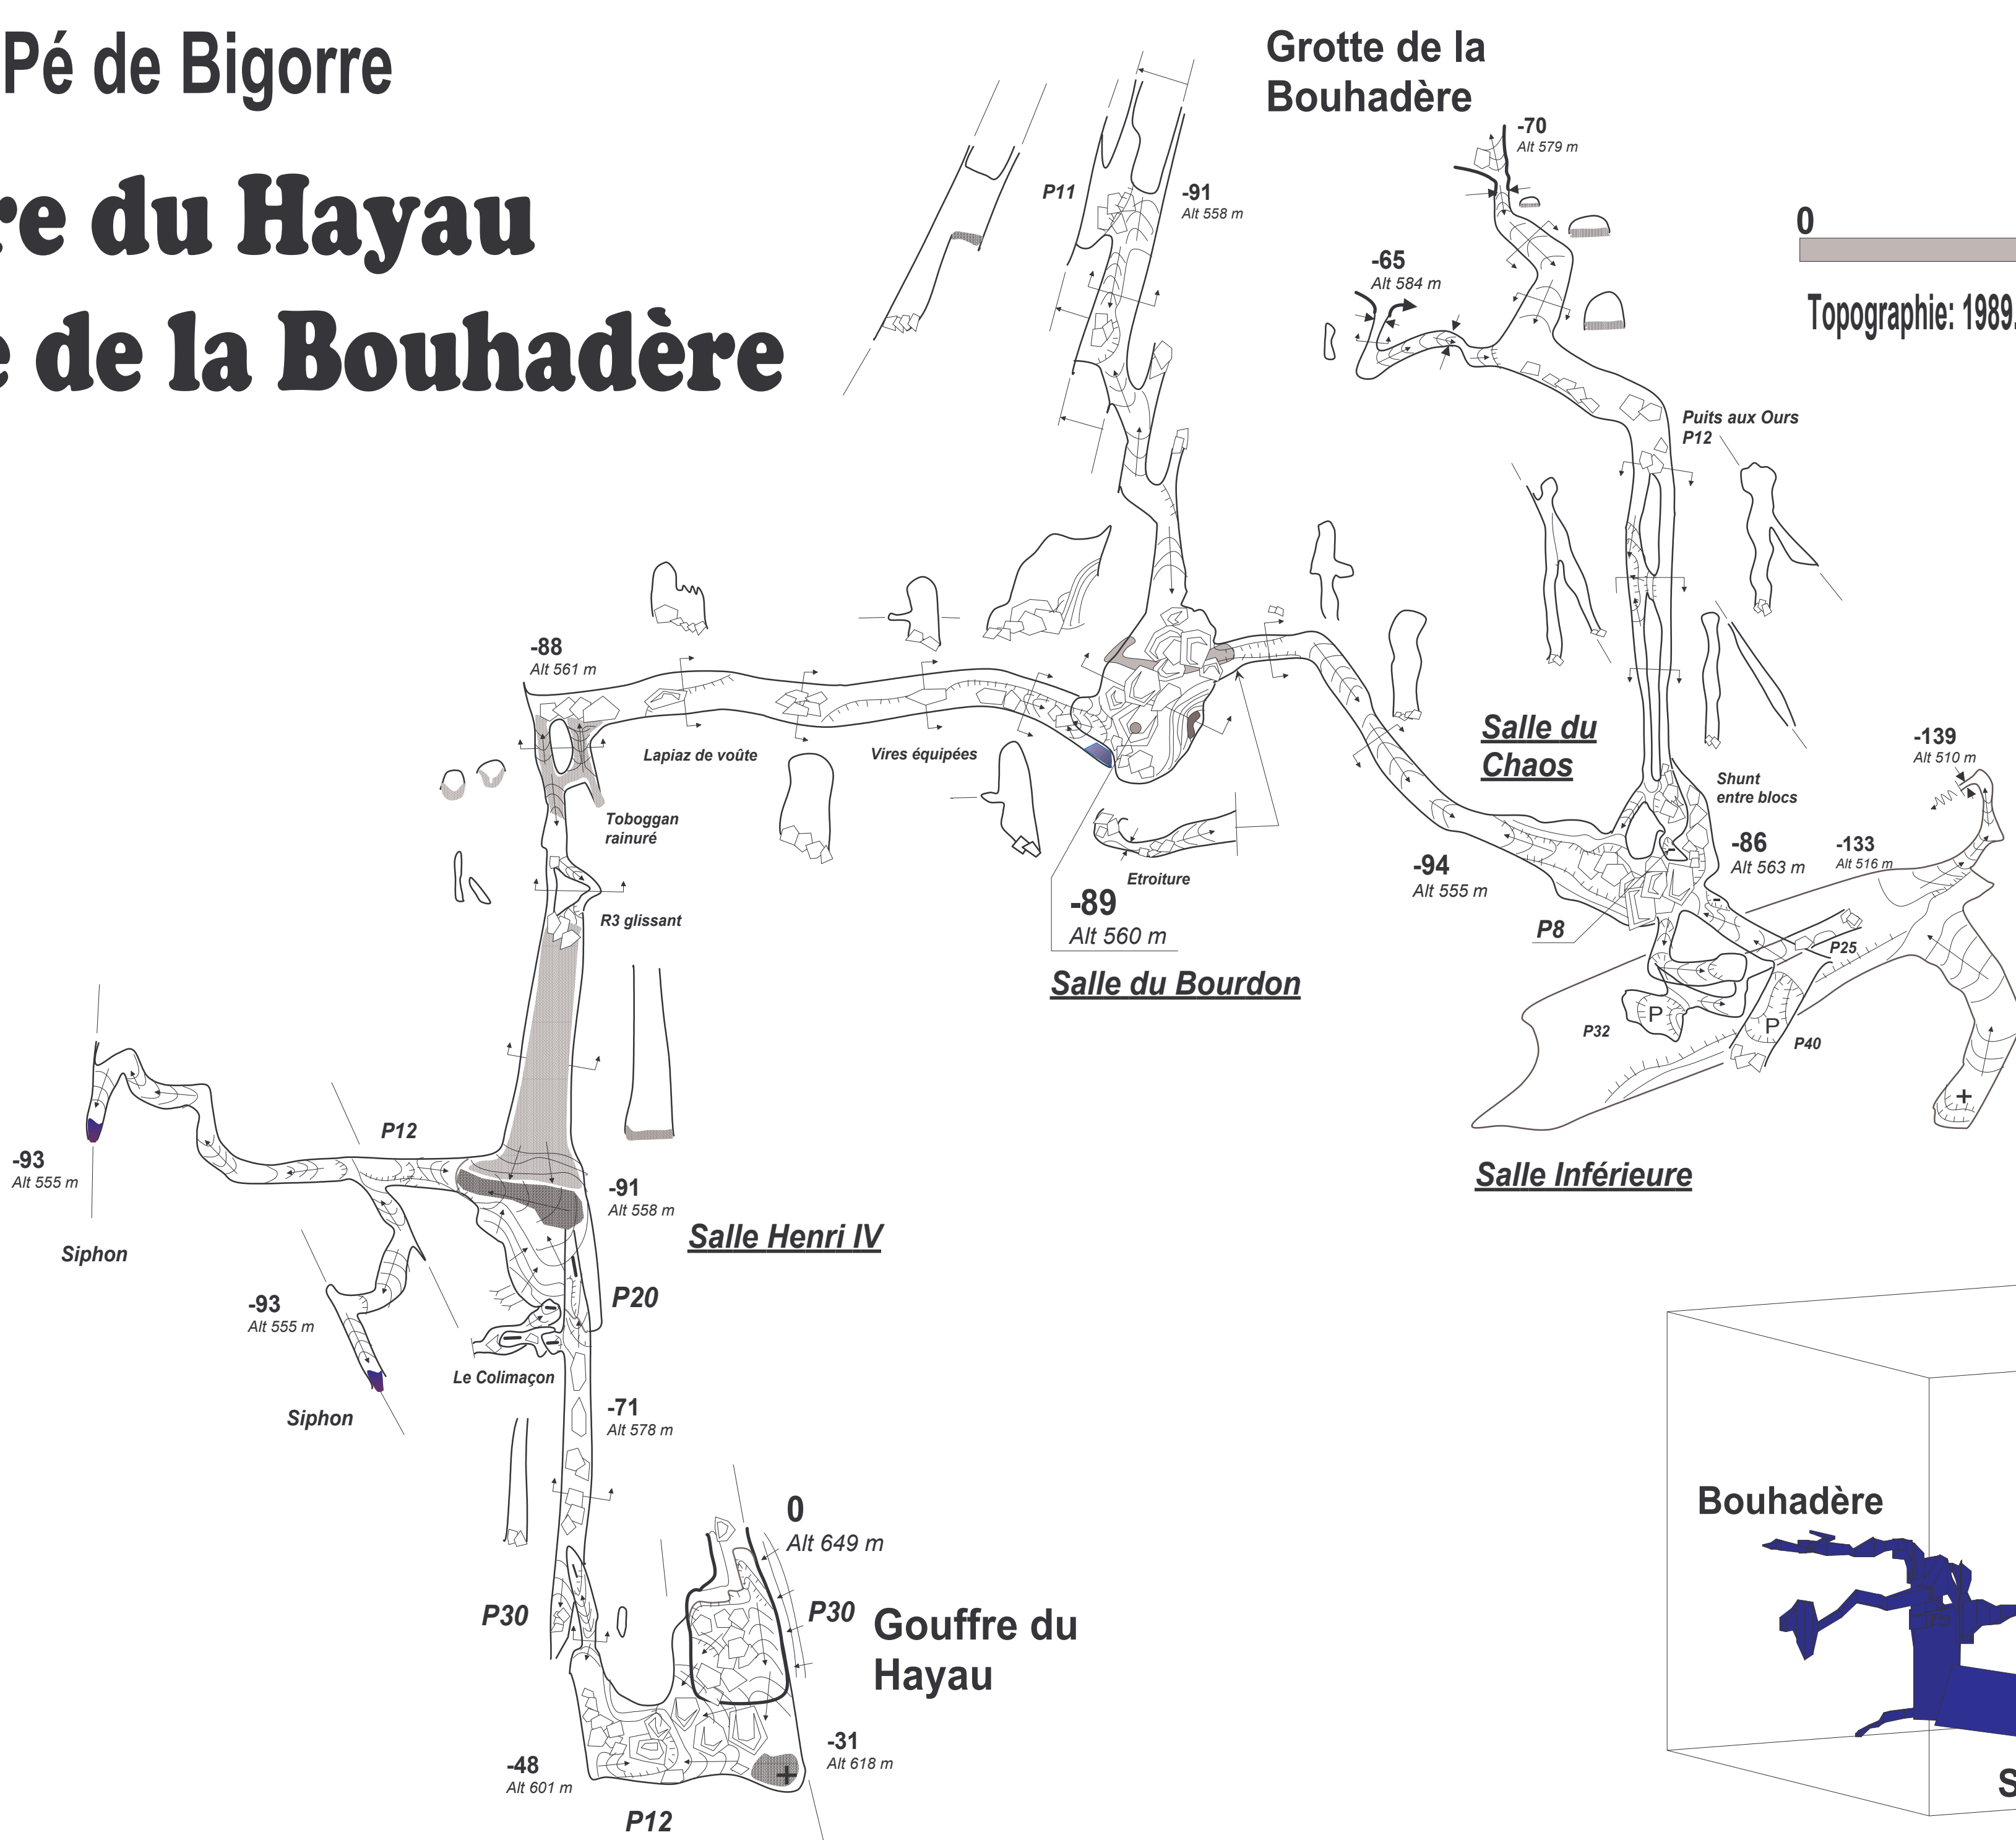 Pé de Bigorre
re du Hayau
e de la Bouhadère
Grotte de la
Bouhadère
-70
Alt 579 m
P11
-91
Alt 558 m
0
-65
Alt 584 m
Topographie: 1989.
Puits aux Ours
P12
-88
Alt 561 m
Lapiaz de voûte
Vires équipées
Salle du
Chaos
-139
Alt 510 m
Toboggan
rainuré
Shunt
entre blocs
-86
Alt 563 m
-133
Alt 516 m
Etroiture
-94
Alt 555 m
-89
Alt 560 m
R3 glissant
P8
P25
Salle du Bourdon
P
P
P32
P40
+
P12
-93
Alt 555 m
Salle Inférieure
-91
Alt 558 m
Salle Henri IV
Siphon
-93
Alt 555 m
P20
Le Colimaçon
Siphon
-71
Alt 578 m
0
Alt 649 m
Bouhadère
P30
P30
Gouffre du
Hayau
-31
Alt 618 m
-48
Alt 601 m
+
S
P12